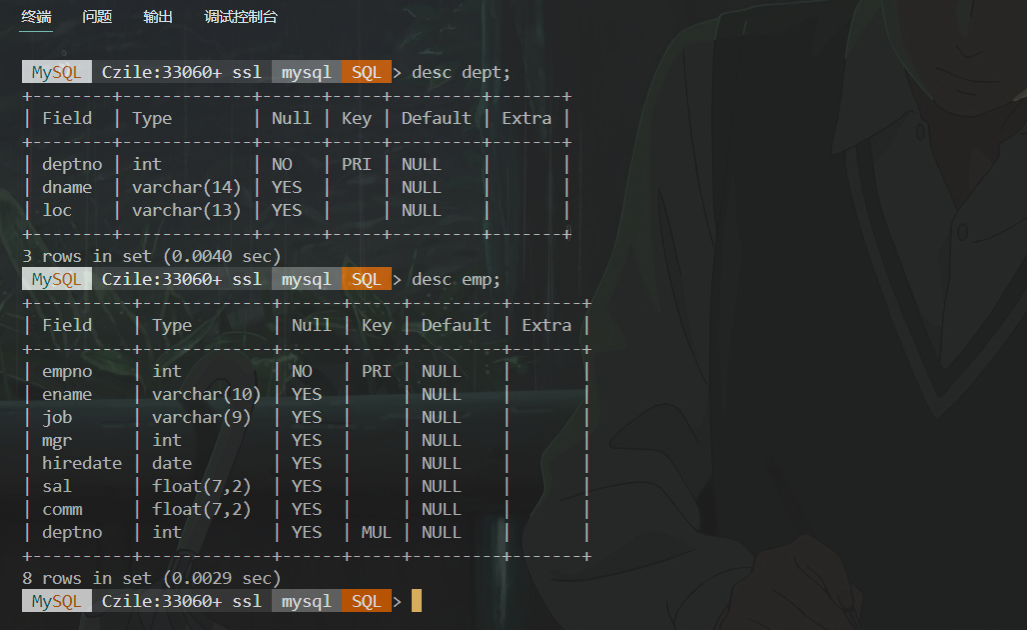 终端 问题 输出 调试控制台
MySQL Czile:33060+ ssl mysql SQL > desc dept;
+--------+-------------+------+-----+---------+-------+
| Field  | Type        | Null | Key | Default | Extra |
+--------+-------------+------+-----+---------+-------+
| deptno | int         | NO   | PRI | NULL    |       |
| dname  | varchar(14) | YES  |     | NULL    |       |
| loc    | varchar(13) | YES  |     | NULL    |       |
+--------+-------------+------+-----+---------+-------+
3 rows in set (0.0040 sec)
MySQL Czile:33060+ ssl mysql SQL > desc emp;
+----------+-------------+------+-----+---------+-------+
| Field    | Type        | Null | Key | Default | Extra |
+----------+-------------+------+-----+---------+-------+
| empno    | int         | NO   | PRI | NULL    |       |
| ename    | varchar(10) | YES  |     | NULL    |       |
| job      | varchar(9)  | YES  |     | NULL    |       |
| mgr      | int         | YES  |     | NULL    |       |
| hiredate | date        | YES  |     | NULL    |       |
| sal      | float(7,2)  | YES  |     | NULL    |       |
| comm     | float(7,2)  | YES  |     | NULL    |       |
| deptno   | int         | YES  | MUL | NULL    |       |
+----------+-------------+------+-----+---------+-------+
8 rows in set (0.0029 sec)
MySQL Czile:33060+ ssl mysql SQL >